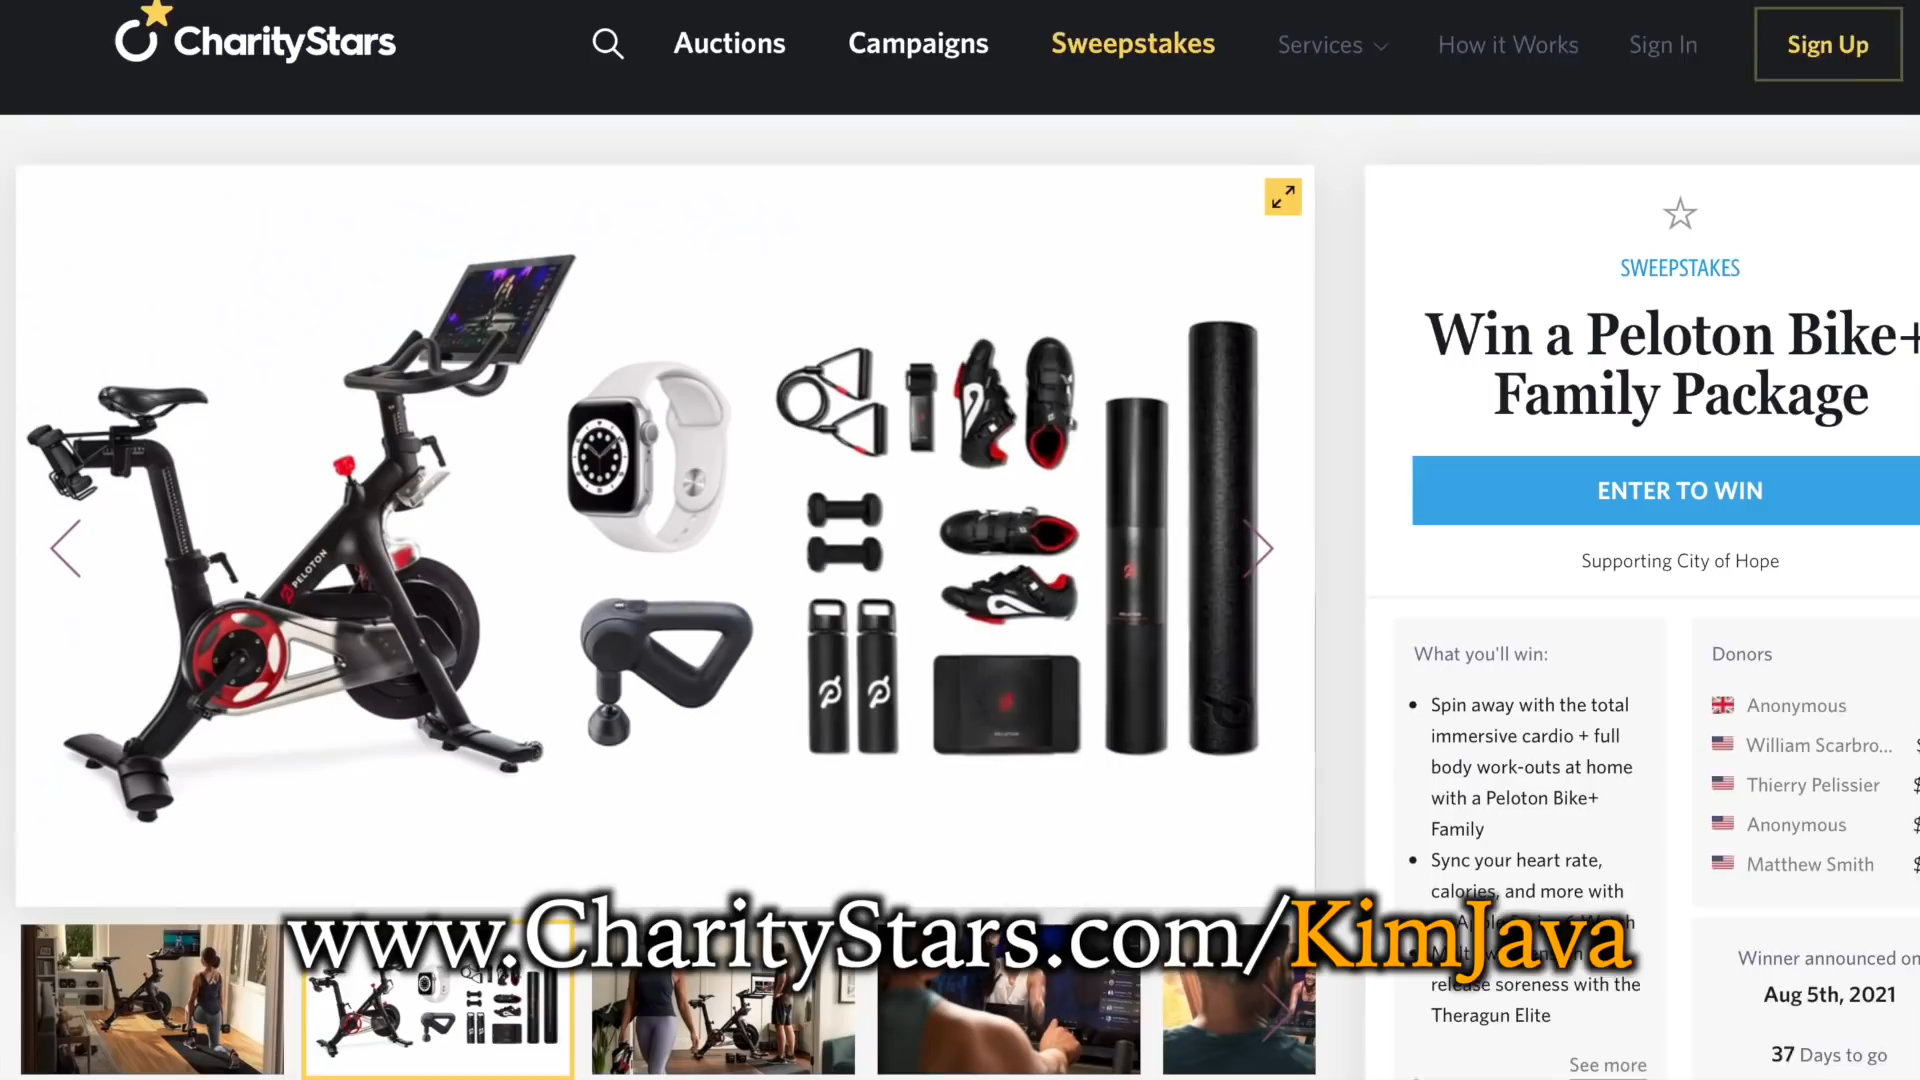 CharityStars
Auctions
Campaigns
Sweepstakes
Services
How it Works
Sign In
Sign Up
PELOTON
SWEEPSTAKES
Win a Peloton Bike+
Family Package
ENTER TO WIN
Supporting City of Hope
What you'll win:
Spin away with the total
immersive cardio + full
body work-outs at home
with a Peloton Bike+
Family
Sync your heart rate,
calories, and more with
release soreness with the
Theragun Elite
See more
Donors
Anonymous
William Scarbro...
Thierry Pelissier
Anonymous
Matthew Smith
Winner announced on
Aug 5th, 2021
37 Days to go
www.CharityStars.com/KimJava